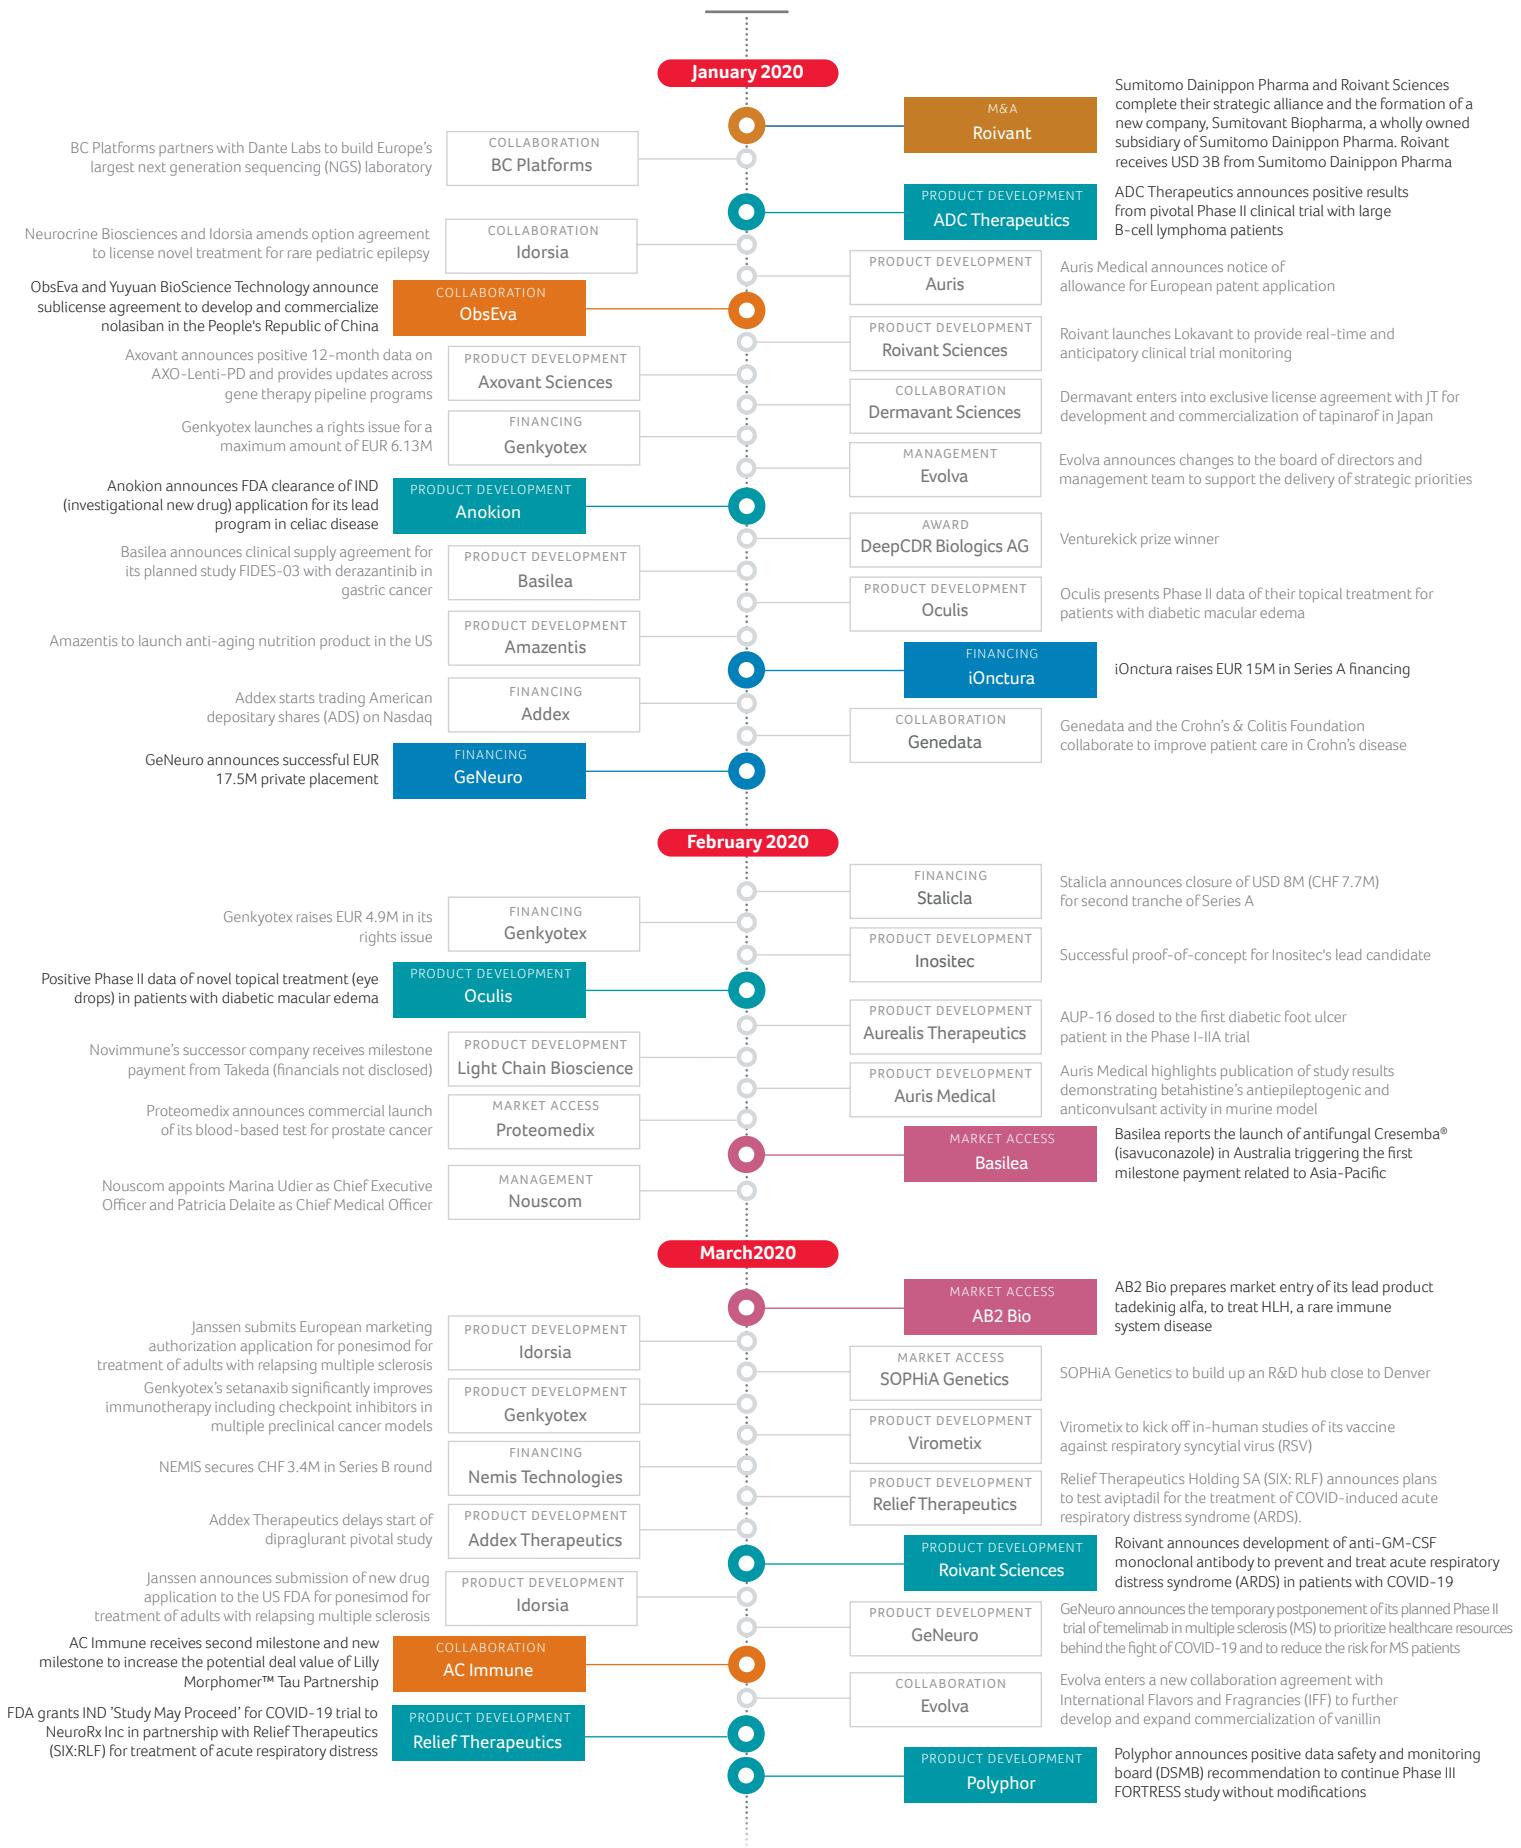 January 2020
M&A
Roivant
Sumitomo Dainippon Pharma and Roivant Sciences
complete their strategic alliance and the formation of a
new company, Sumitovant Biopharma, a wholly owned
subsidiary of Sumitomo Dainippon Pharma. Roivant
receives USD 3B from Sumitomo Dainippon Pharma
BC Platforms partners with Dante Labs to build Europe's
largest next generation sequencing (NGS) laboratory
COLLABORATION
BC Platforms
PRODUCT DEVELOPMENT
ADC Therapeutics
ADC Therapeutics announces positive results
from pivotal Phase II clinical trial with large
B-cell lymphoma patients
Neurocrine Biosciences and Idorsia amends option agreement
to license novel treatment for rare pediatric epilepsy
COLLABORATION
Idorsia
PRODUCT DEVELOPMENT
Auris
Auris Medical announces notice of
allowance for European patent application
ObsEva and Yuyuan BioScience Technology announce
sublicense agreement to develop and commercialize
nolasiban in the People's Republic of China
COLLABORATION
ObsEva
PRODUCT DEVELOPMENT
Roivant Sciences
Roivant launches Lokavant to provide real-time and
anticipatory clinical trial monitoring
Axovant announces positive 12-month data on
AXO-Lenti-PD and provides updates across
gene therapy pipeline programs
PRODUCT DEVELOPMENT
Axovant Sciences
COLLABORATION
Dermavant Sciences
Dermavant enters into exclusive license agreement with JT for
development and commercialization of tapinarof in Japan
Genkyotex launches a rights issue for a
maximum amount of EUR 6.13M
FINANCING
Genkyotex
MANAGEMENT
Evolva
Evolva announces changes to the board of directors and
management team to support the delivery of strategic priorities
Anokion announces FDA clearance of IND
(investigational new drug) application for its lead
program in celiac disease
PRODUCT DEVELOPMENT
Anokion
AWARD
DeepCDR Biologics AG
Venturekick prize winner
Basilea announces clinical supply agreement for
its planned study FIDES-03 with derazantinib in
gastric cancer
PRODUCT DEVELOPMENT
Basilea
PRODUCT DEVELOPMENT
Oculis
Oculis presents Phase II data of their topical treatment for
patients with diabetic macular edema
Amazentis to launch anti-aging nutrition product in the US
PRODUCT DEVELOPMENT
Amazentis
FINANCING
iOnctura
iOnctura raises EUR 15M in Series A financing
Addex starts trading American
depositary shares (ADS) on Nasdaq
FINANCING
Addex
COLLABORATION
Genedata
Genedata and the Crohn's & Colitis Foundation
collaborate to improve patient care in Crohn's disease
GeNeuro announces successful EUR
17.5M private placement
FINANCING
GeNeuro
February 2020
FINANCING
Stalicla
Stalicla announces closure of USD 8M (CHF 7.7M)
for second tranche of Series A
Genkyotex raises EUR 4.9M in its
rights issue
FINANCING
Genkyotex
PRODUCT DEVELOPMENT
Inositec
Successful proof-of-concept for Inositec's lead candidate
Positive Phase II data of novel topical treatment (eye
drops) in patients with diabetic macular edema
PRODUCT DEVELOPMENT
Oculis
PRODUCT DEVELOPMENT
Aurealis Therapeutics
AUP-16 dosed to the first diabetic foot ulcer
patient in the Phase I-IIA trial
Novimmune's successor company receives milestone
payment from Takeda (financials not disclosed)
PRODUCT DEVELOPMENT
Light Chain Bioscience
PRODUCT DEVELOPMENT
Auris Medical
Auris Medical highlights publication of study results
demonstrating betahistine's antiepileptogenic and
anticonvulsant activity in murine model
Proteomedix announces commercial launch
of its blood-based test for prostate cancer
MARKET ACCESS
Proteomedix
MARKET ACCESS
Basilea
Basilea reports the launch of antifungal Cresemba®
(isavuconazole) in Australia triggering the first
milestone payment related to Asia-Pacific
Nouscom appoints Marina Udier as Chief Executive
Officer and Patricia Delaite as Chief Medical Officer
MANAGEMENT
Nouscom
March2020
MARKET ACCESS
AB2 Bio
AB2 Bio prepares market entry of its lead product
tadekinig alfa, to treat HLH, a rare immune
system disease
Janssen submits European marketing
authorization application for ponesimod for
treatment of adults with relapsing multiple sclerosis
PRODUCT DEVELOPMENT
Idorsia
MARKET ACCESS
SOPHiA Genetics
SOPHiA Genetics to build up an R&D hub close to Denver
Genkyotex's setanaxib significantly improves
immunotherapy including checkpoint inhibitors in
multiple preclinical cancer models
PRODUCT DEVELOPMENT
Genkyotex
PRODUCT DEVELOPMENT
Virometix
Virometix to kick off in-human studies of its vaccine
against respiratory syncytial virus (RSV)
NEMIS secures CHF 3.4M in Series B round
FINANCING
Nemis Technologies
PRODUCT DEVELOPMENT
Relief Therapeutics
Relief Therapeutics Holding SA (SIX: RLF) announces plans
to test aviptadil for the treatment of COVID-induced acute
respiratory distress syndrome (ARDS).
Addex Therapeutics delays start of
dipraglurant pivotal study
PRODUCT DEVELOPMENT
Addex Therapeutics
PRODUCT DEVELOPMENT
Roivant Sciences
Roivant announces development of anti-GM-CSF
monoclonal antibody to prevent and treat acute respiratory
distress syndrome (ARDS) in patients with COVID-19
Janssen announces submission of new drug
application to the US FDA for ponesimod for
treatment of adults with relapsing multiple sclerosis
PRODUCT DEVELOPMENT
Idorsia
PRODUCT DEVELOPMENT
GeNeuro
GeNeuro announces the temporary postponement of its planned Phase II
trial of temelimab in multiple sclerosis (MS) to prioritize healthcare resources
behind the fight of COVID-19 and to reduce the risk for MS patients
AC Immune receives second milestone and new
milestone to increase the potential deal value of Lilly
Morphomer™ Tau Partnership
COLLABORATION
AC Immune
COLLABORATION
Evolva
Evolva enters a new collaboration agreement with
International Flavors and Fragrancies (IFF) to further
develop and expand commercialization of vanillin
FDA grants IND 'Study May Proceed' for COVID-19 trial to
NeuroRx Inc in partnership with Relief Therapeutics
(SIX:RLF) for treatment of acute respiratory distress
PRODUCT DEVELOPMENT
Relief Therapeutics
PRODUCT DEVELOPMENT
Polyphor
Polyphor announces positive data safety and monitoring
board (DSMB) recommendation to continue Phase III
FORTRESS study without modifications